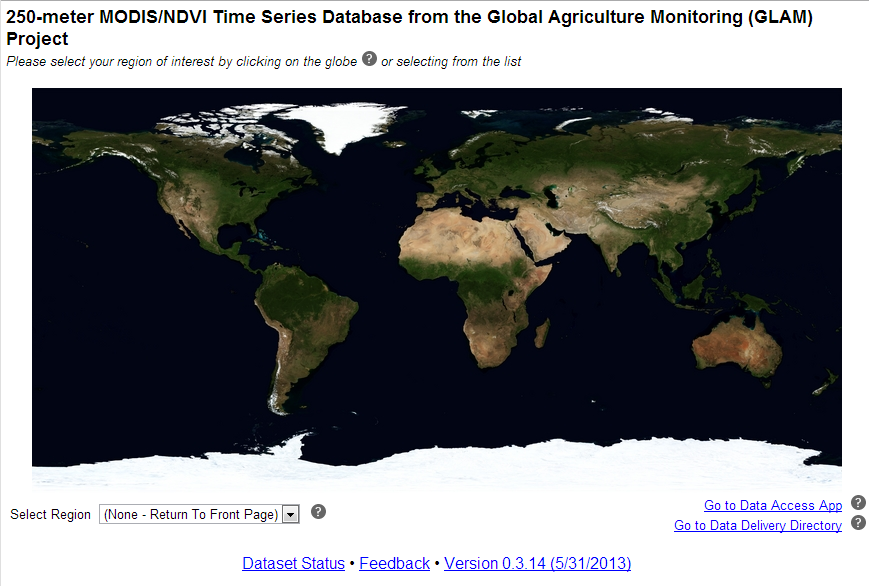 250-meter MODIS/NDVI Time Series Database from the Global Agriculture Monitoring (GLAM)
Project
Please select your region of interest by clicking on the globe ? or selecting from the list
Select Region (None - Return To Front Page) ?
Go to Data Access App ?
Go to Data Delivery Directory ?
Dataset Status • Feedback • Version 0.3.14 (5/31/2013)